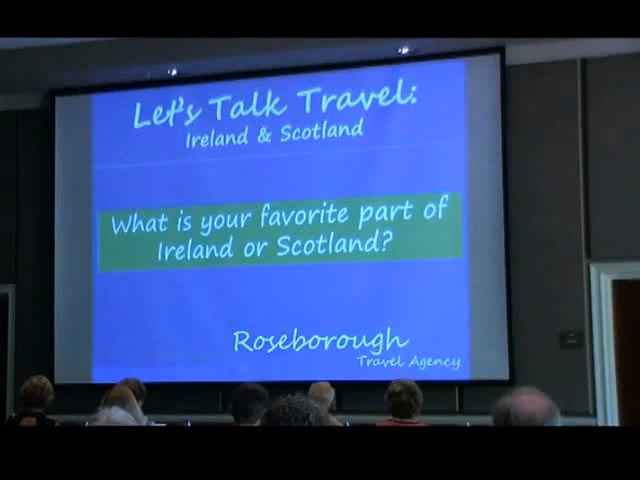 Let's Talk Travel:
Ireland & Scotland
What is your favorite part of
Ireland or Scotland?
Roseborough
Travel Agency